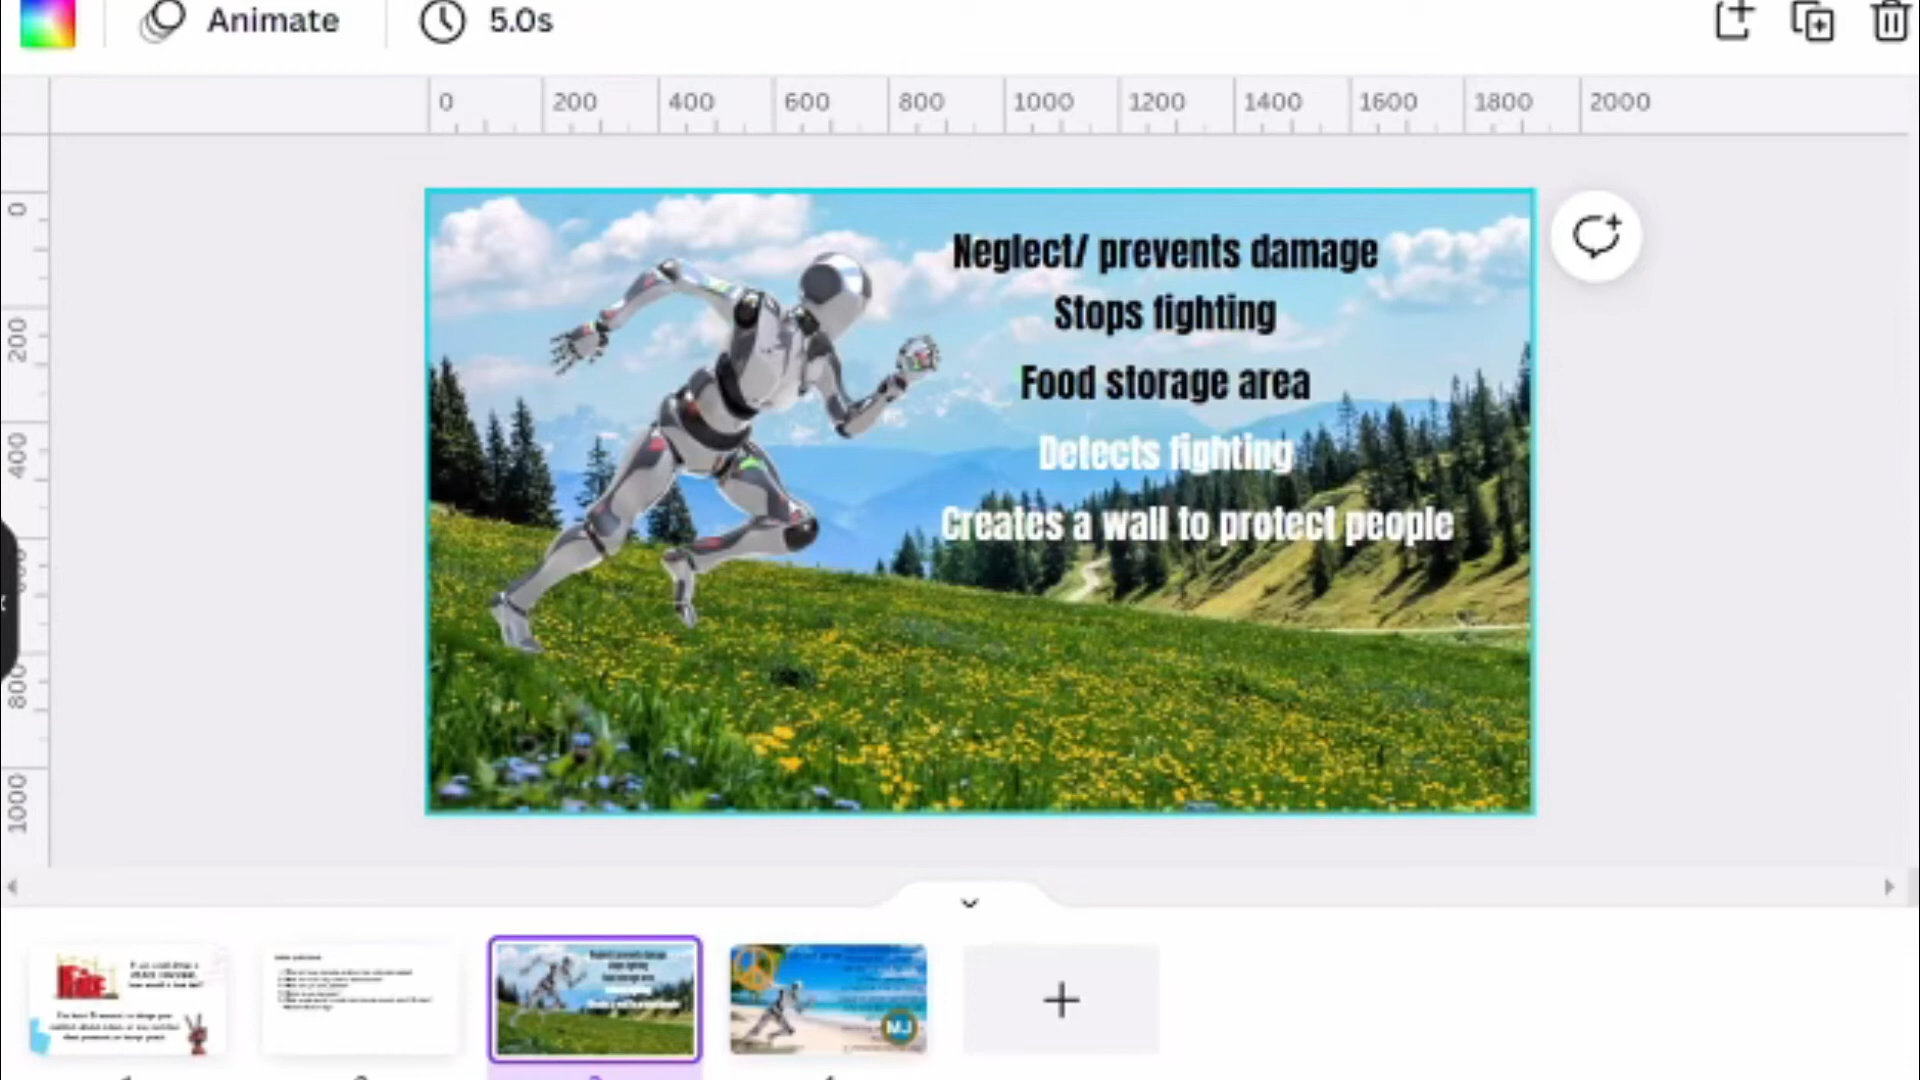 Animate
5.0s
0 200 400 600 800 1000 1200 1400 1600 1800 2000
0
200
400
800
1000
Neglect/ prevents damage
Stops fighting
Food storage area
Detects fighting
Creates a wall to protect people
MJ